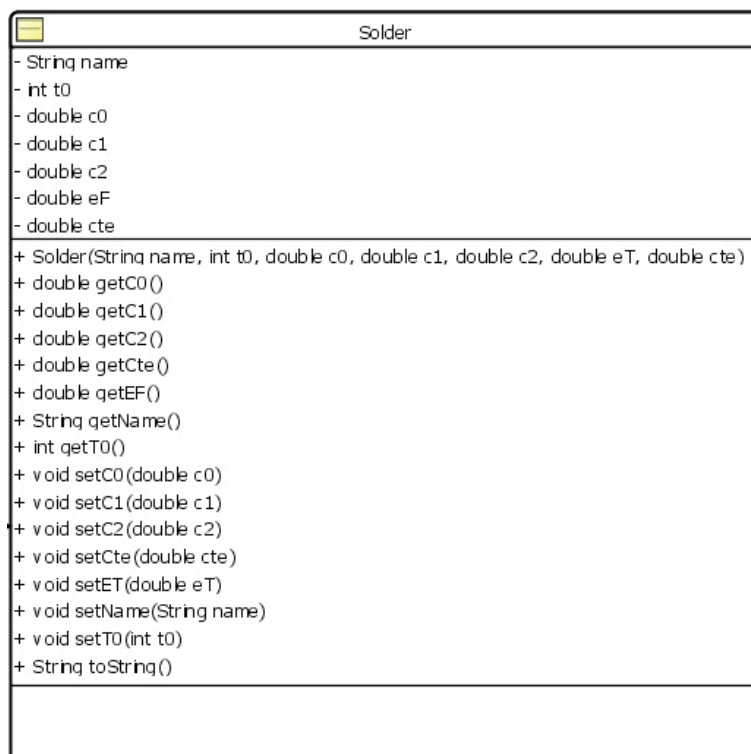 Solder
- String name
- int t0
- double c0
- double c1
- double c2
- double eF
- double cte
+ Solder(String name, int t0, double c0, double c1, double c2, double eT, double cte)
+ double getC0()
+ double getC1()
+ double getC2()
+ double getCte()
+ double getEF()
+ String getName()
+ int getT0()
+ void setC0(double c0)
+ void setC1(double c1)
+ void setC2(double c2)
+ void setCte(double cte)
+ void setET(double eT)
+ void setName(String name)
+ void setT0(int t0)
+ String toString()